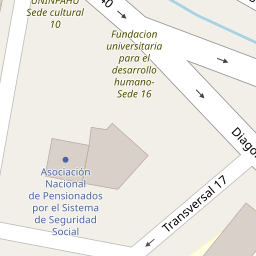 UNINPAHU
Sede cultural
10
40
Fundacion
universitaria
para el
desarrollo
humano-
Sede 16
Diago
Asociación
Nacional
de Pensionados
por el Sistema
de Seguridad
Social
Transversal 17